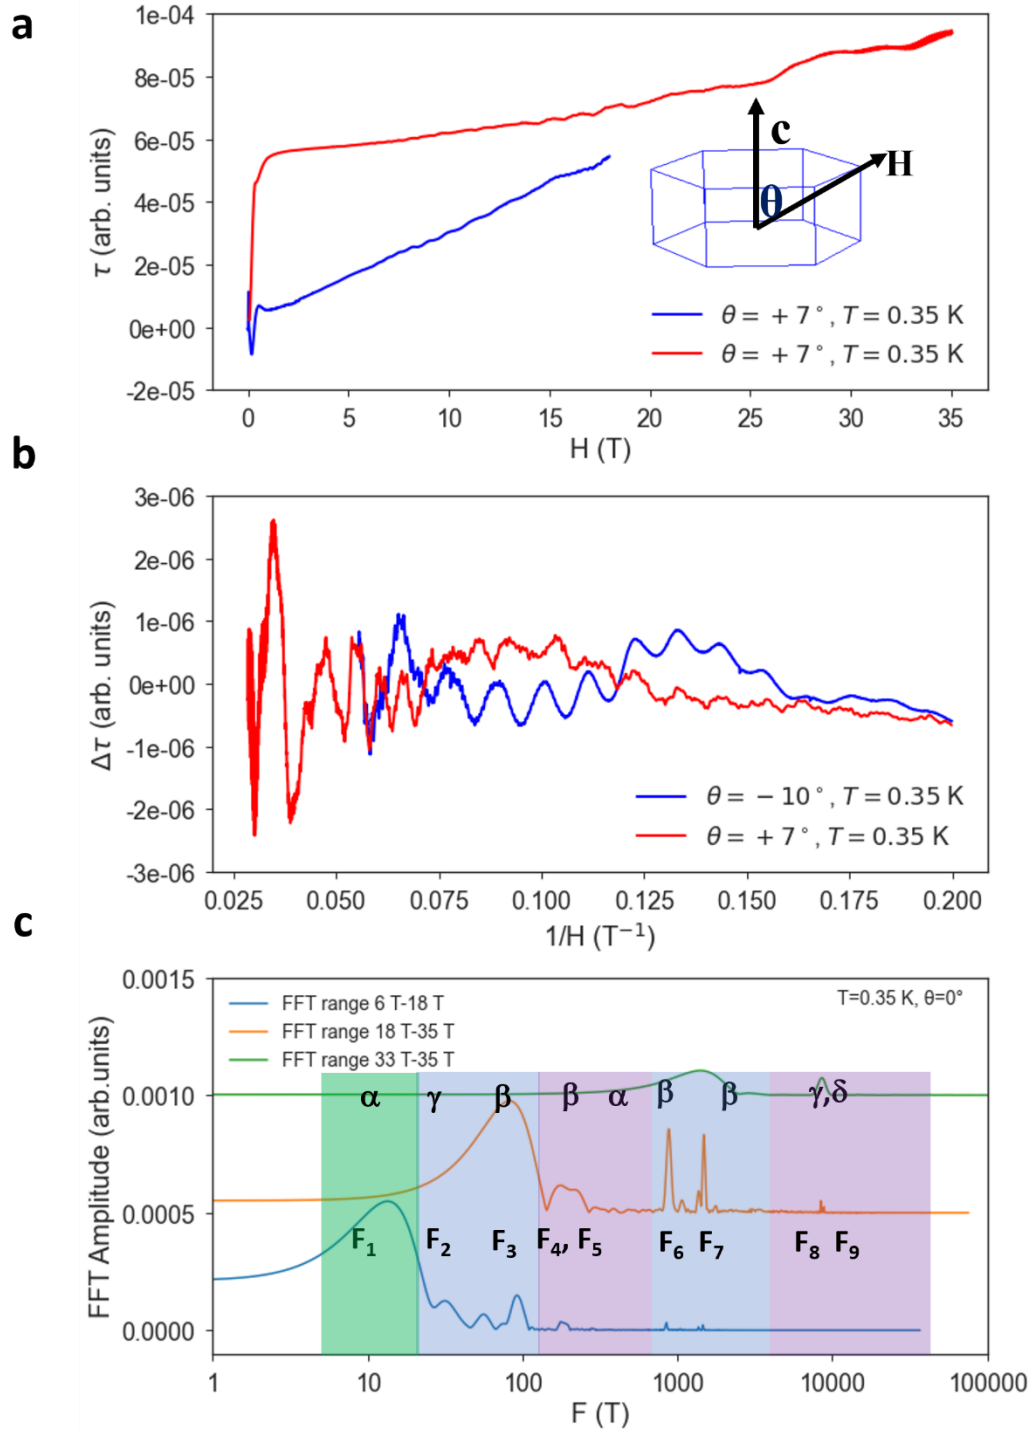 a
1e-04
8e-05
6e-05
4e-05
2e-05
0e+00
-2e-05
τ (arb. units)
c
H
θ
θ = +7°, T = 0.35 K
θ = +7°, T = 0.35 K
0 5 10 15 20 25 30 35
H (T)
b
3e-06
2e-06
1e-06
0e+00
-1e-06
-2e-06
-3e-06
Δτ (arb. units)
θ = −10°, T = 0.35 K
θ = +7°, T = 0.35 K
0.025 0.050 0.075 0.100 0.125 0.150 0.175 0.200
1/H (T⁻¹)
c
0.0015
0.0010
0.0005
0.0000
FFT Amplitude (arb.units)
FFT range 6 T-18 T
FFT range 18 T-35 T
FFT range 33 T-35 T
T=0.35 K, θ=0°
α γ β β α β β γ,δ
F₁ F₂ F₃ F₄, F₅ F₆ F₇ F₈ F₉
1 10 100 1000 10000 100000
F (T)